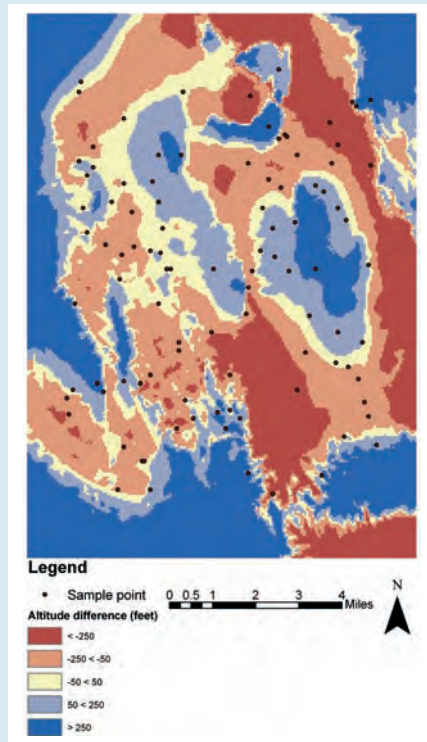 Legend
Sample point
0 0.5 1 2 3 4
Miles
N
Altitude difference (feet)
< -250
-250 < -50
-50 < 50
50 < 250
> 250